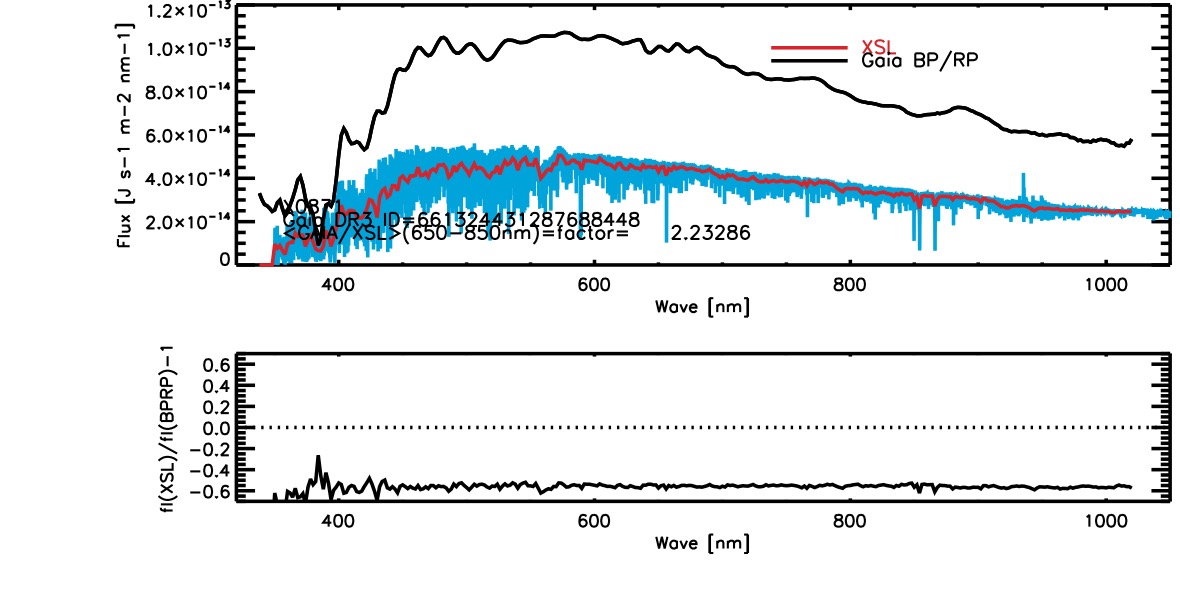 1.2×10−13
1.0×10−13
8.0×10−14
6.0×10−14
4.0×10−14
2.0×10−14
0
Flux [J s−1 m−2 nm−1]
XSL
Gaia BP/RP
X0871
Gaia DR3 ID=661324431287688448
<GAIA/XSL>(650−850nm)=factor= 2.23286
400 600 800 1000
Wave [nm]
0.6
0.4
0.2
0.0
−0.2
−0.4
−0.6
fl(XSL)/fl(BPRP)−1
400 600 800 1000
Wave [nm]